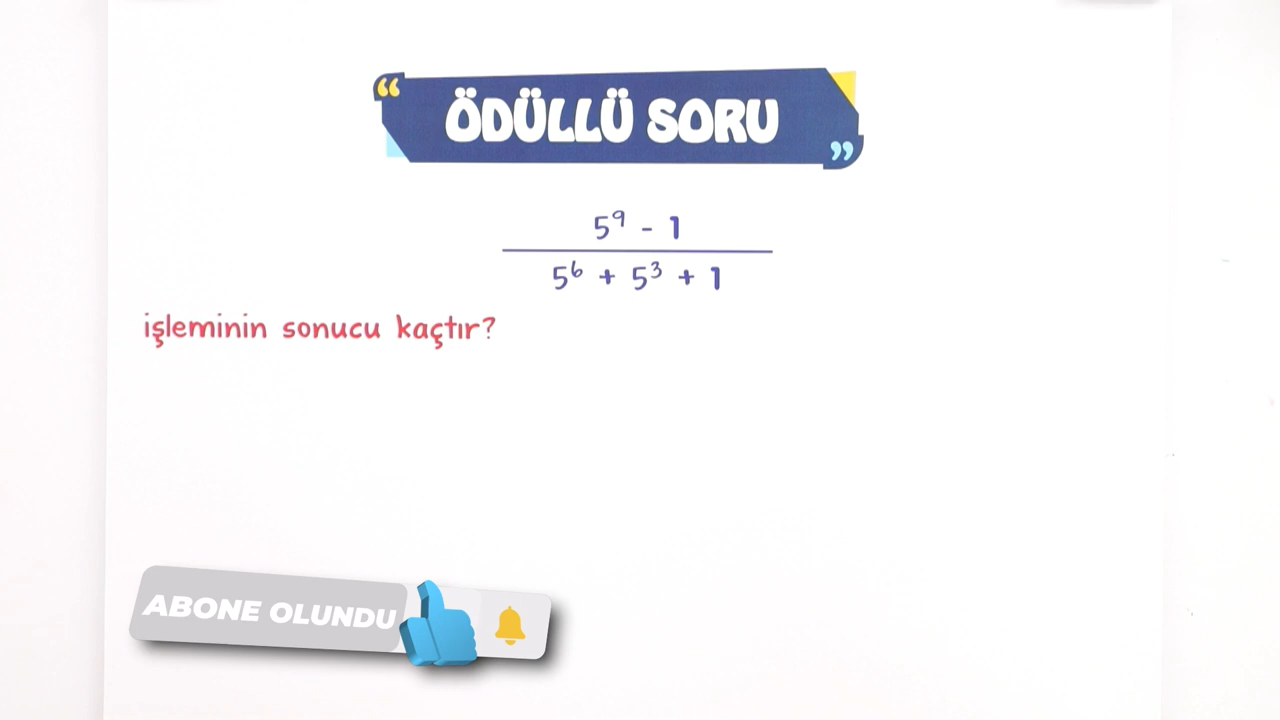 “ ÖDÜLLÜ SORU ”
5⁹ - 1
5⁶ + 5³ + 1
işleminin sonucu kaçtır?
ABONE OLUNDU